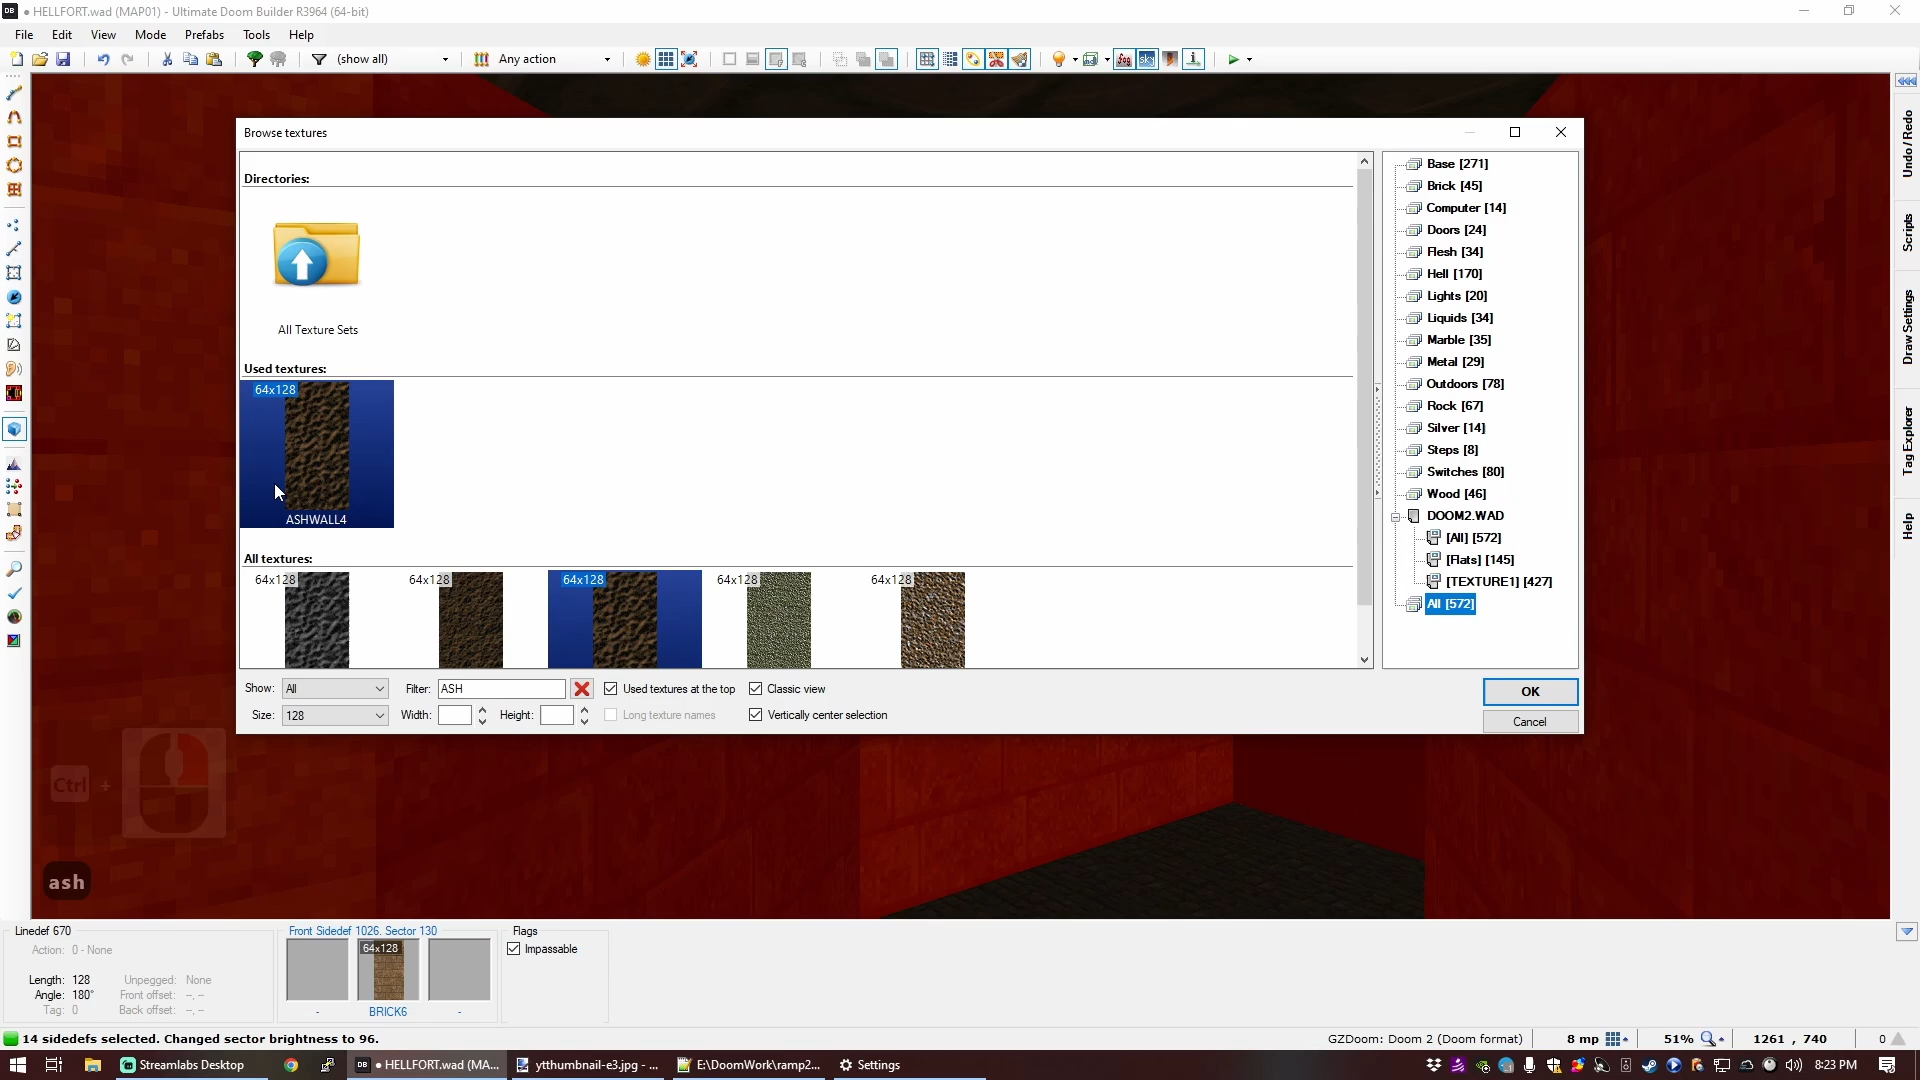 DB • HELLFORT.wad (MAP01) - Ultimate Doom Builder R3964 (64-bit)
File Edit View Mode Prefabs Tools Help
(show all) Any action fog sky
Browse textures
Directories:
All Texture Sets
Used textures:
64x128
ASHWALL4
All textures:
64x128 64x128 64x128 64x128 64x128
Base [271]
Brick [45]
Computer [14]
Doors [24]
Flesh [34]
Hell [170]
Lights [20]
Liquids [34]
Marble [35]
Metal [29]
Outdoors [78]
Rock [67]
Silver [14]
Steps [8]
Switches [80]
Wood [46]
DOOM2.WAD
[All] [572]
[Flats] [145]
[TEXTURE1] [427]
All [572]
Show: All Filter: ASH Used textures at the top Classic view
Size: 128 Width: Height: Long texture names Vertically center selection
OK
Cancel
Undo / Redo
Scripts
Draw Settings
Tag Explorer
Help
Ctrl +
ash
Linedef 670
Action: 0 - None
Length: 128 Unpegged: None
Angle: 180° Front offset: --, --
Tag: 0 Back offset: --, --
Front Sidedef 1026. Sector 130
64x128
- BRICK6 -
Flags
Impassable
14 sidedefs selected. Changed sector brightness to 96.
GZDoom: Doom 2 (Doom format) 8 mp 51% 1261 , 740 0
Streamlabs Desktop DB • HELLFORT.wad (MA... ytthumbnail-e3.jpg - ... E:\DoomWork\ramp2... Settings 8:23 PM